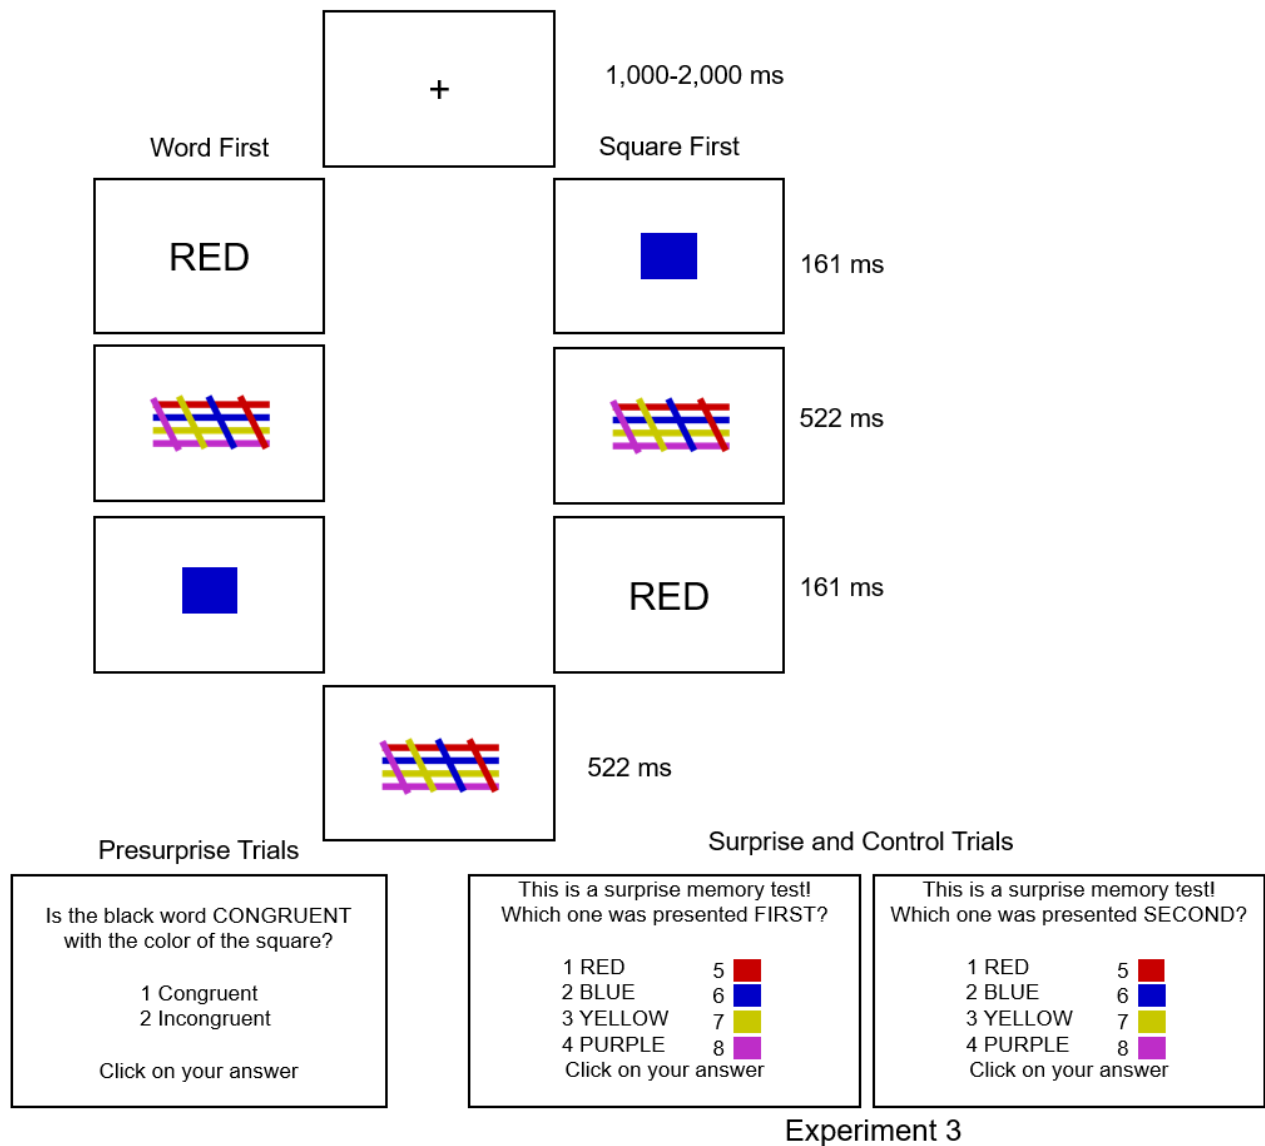 +
1,000-2,000 ms
Word First
Square First
RED
161 ms
522 ms
RED
161 ms
522 ms
Presurprise Trials
Is the black word CONGRUENT
with the color of the square?
1 Congruent
2 Incongruent
Click on your answer
Surprise and Control Trials
This is a surprise memory test!
Which one was presented FIRST?
1 RED 5
2 BLUE 6
3 YELLOW 7
4 PURPLE 8
Click on your answer
This is a surprise memory test!
Which one was presented SECOND?
1 RED 5
2 BLUE 6
3 YELLOW 7
4 PURPLE 8
Click on your answer
Experiment 3